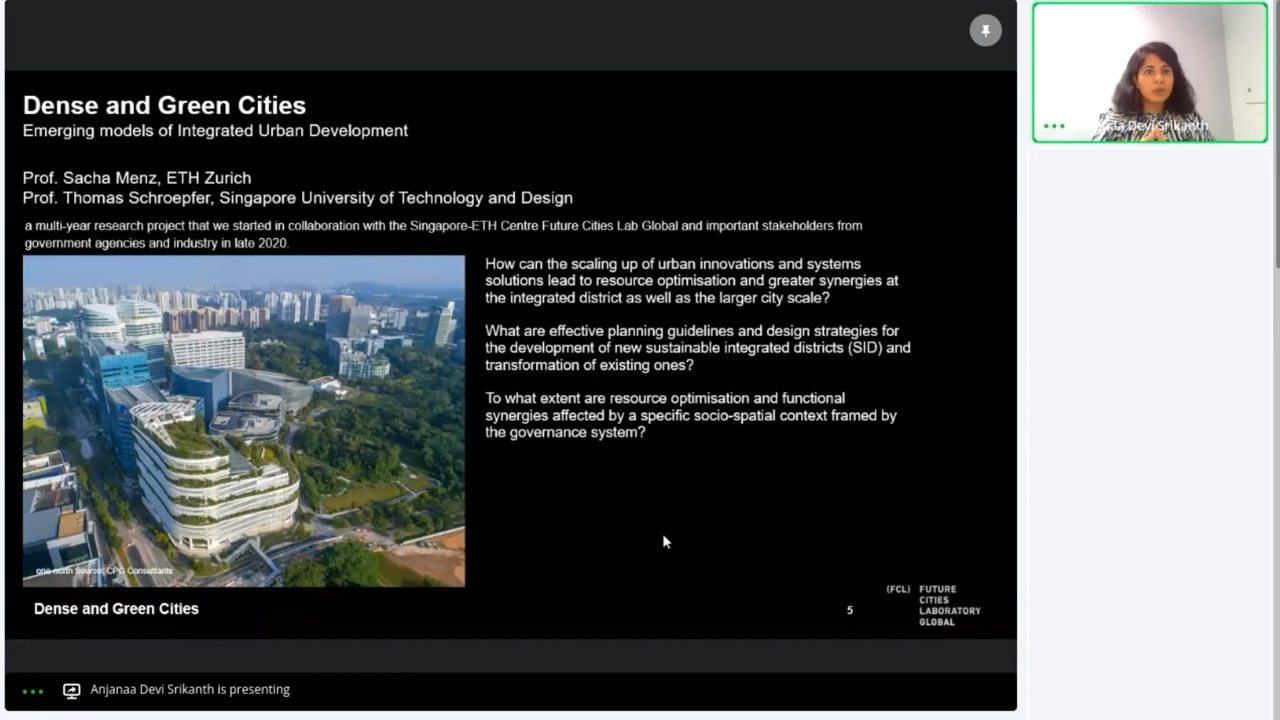 Dense and Green Cities
Emerging models of Integrated Urban Development
Prof. Sacha Menz, ETH Zurich
Prof. Thomas Schroepfer, Singapore University of Technology and Design
a multi-year research project that we started in collaboration with the Singapore-ETH Centre Future Cities Lab Global and important stakeholders from
government agencies and industry in late 2020.
How can the scaling up of urban innovations and systems
solutions lead to resource optimisation and greater synergies at
the integrated district as well as the larger city scale?
What are effective planning guidelines and design strategies for
the development of new sustainable integrated districts (SID) and
transformation of existing ones?
To what extent are resource optimisation and functional
synergies affected by a specific socio-spatial context framed by
the governance system?
one-north Source: CPG Consultants
Dense and Green Cities
5
(FCL) FUTURE
CITIES
LABORATORY
GLOBAL
Anjanaa Devi Srikanth is presenting
Devi Srikanth